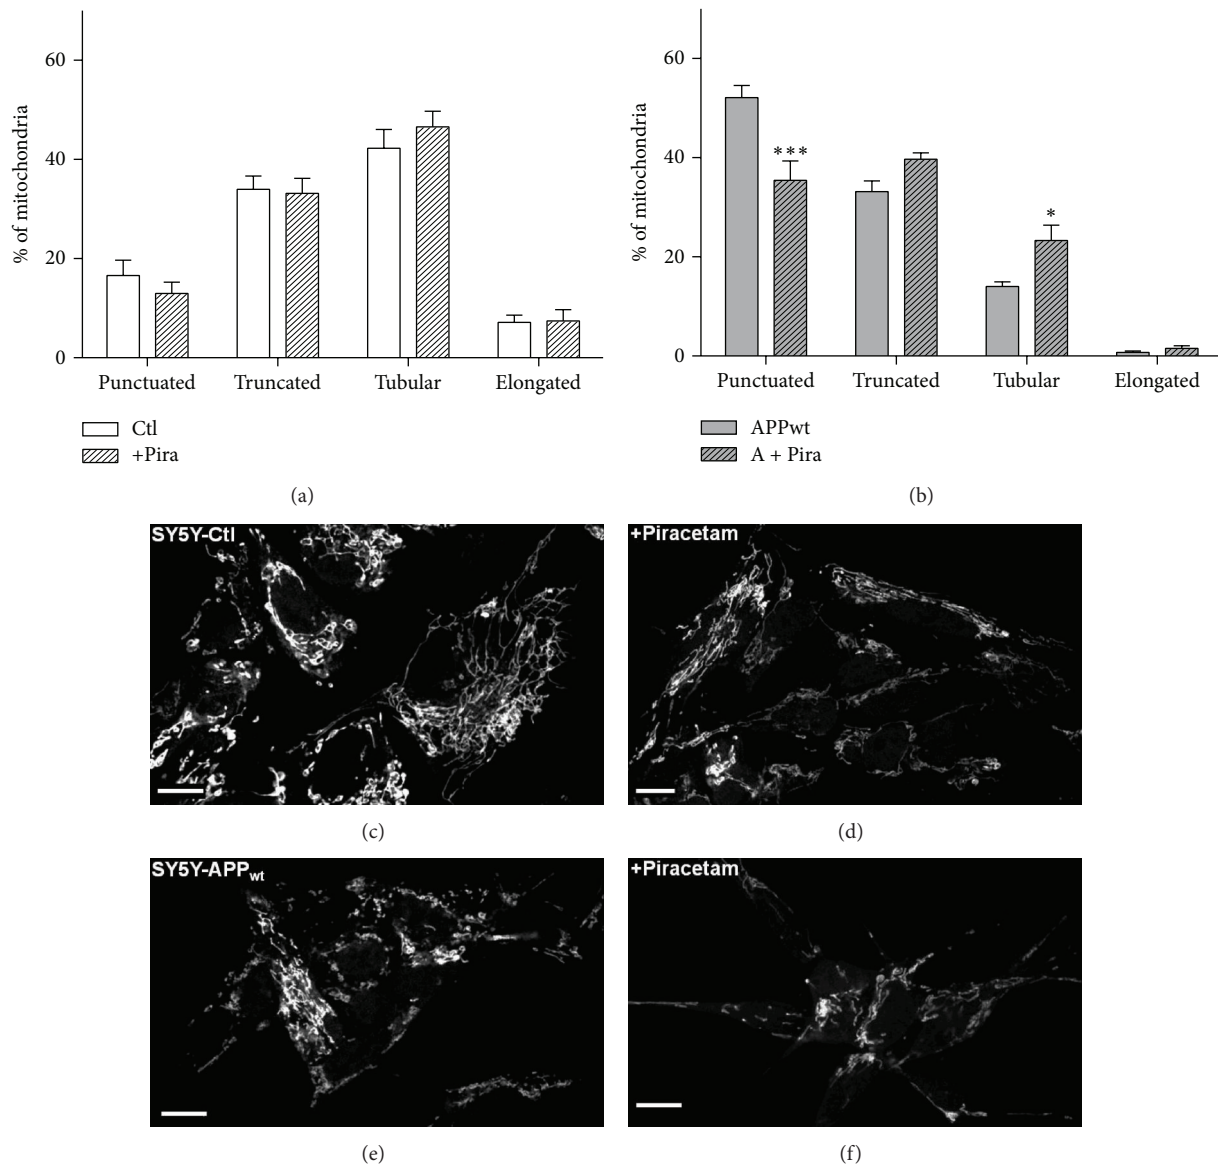 % of mitochondria
60
40
20
0
Punctuated Truncated Tubular Elongated
Ctl
+Pira
(a)
% of mitochondria
60
40
20
0
***
*
Punctuated Truncated Tubular Elongated
APPwt
A + Pira
(b)
SY5Y-Ctl
(c)
+Piracetam
(d)
SY5Y-APPwt
(e)
+Piracetam
(f)